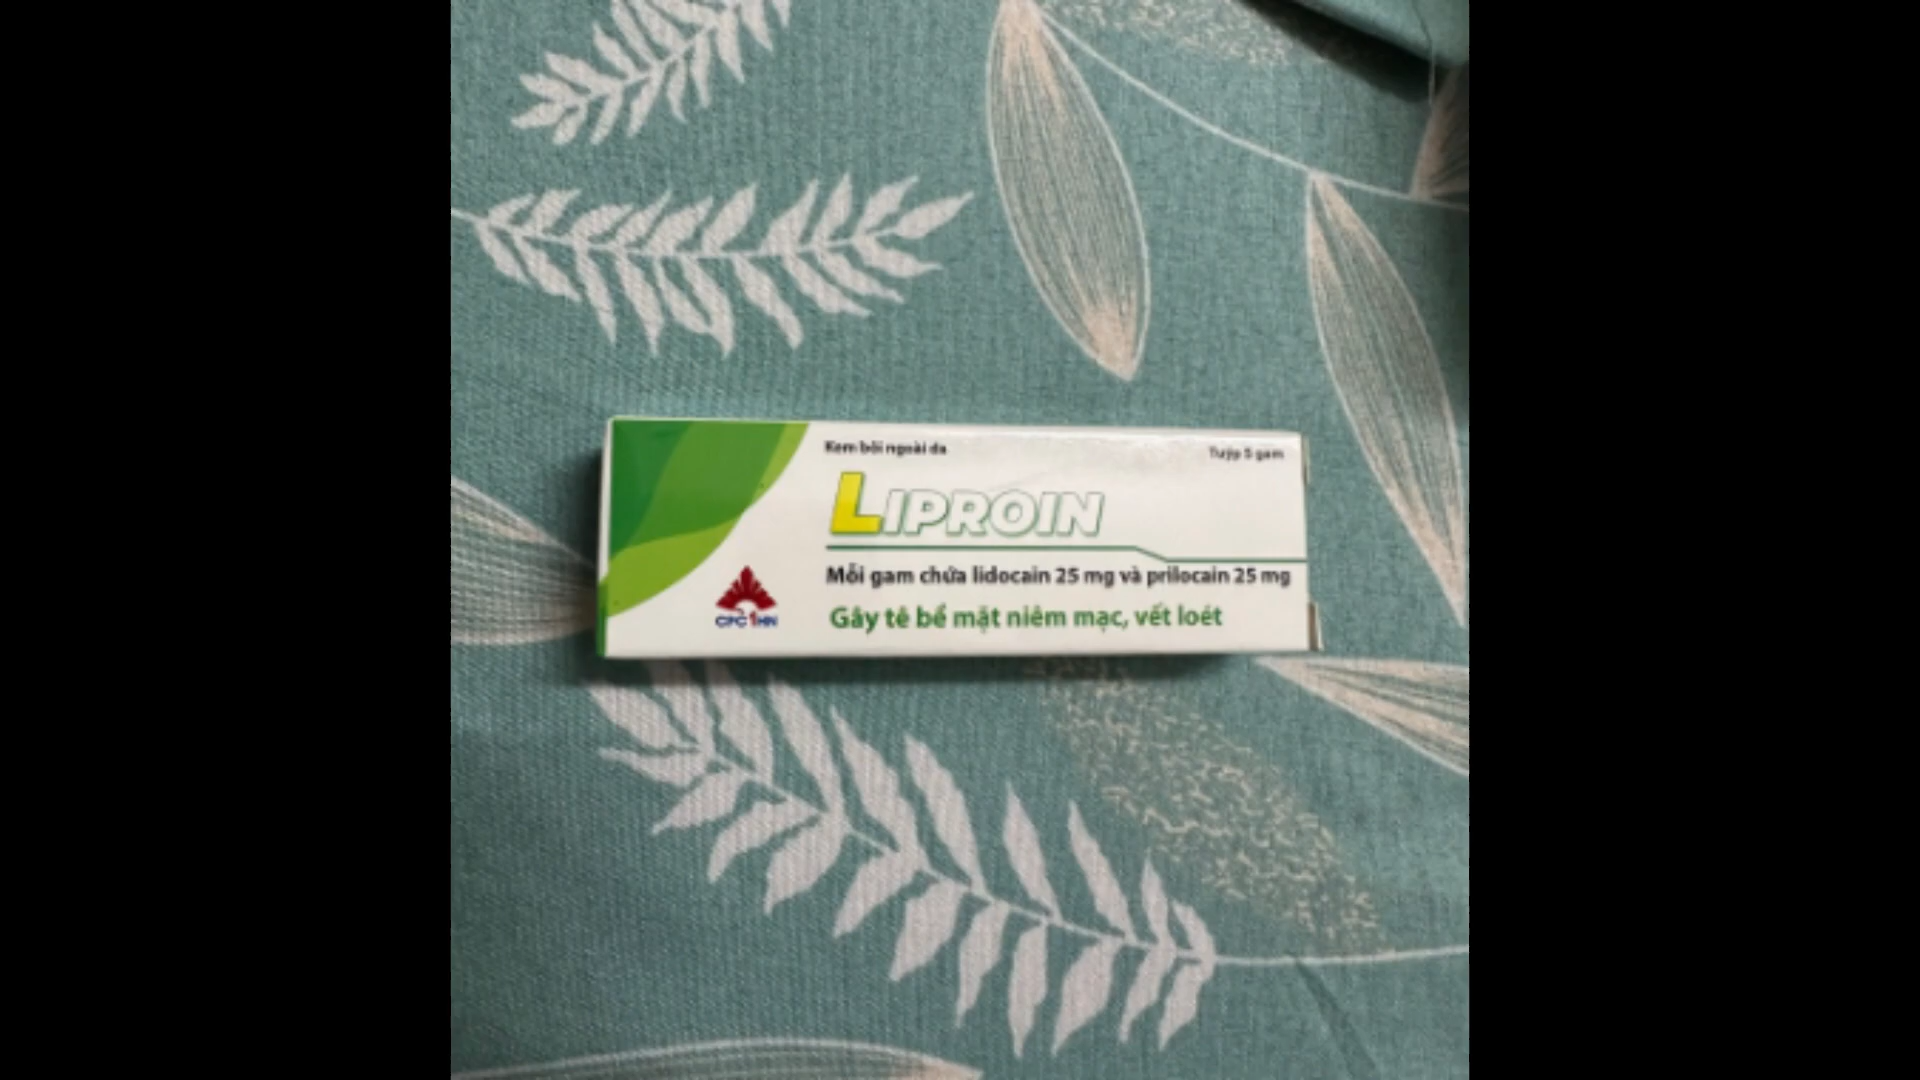 Kem bôi ngoài da
Tuýp 5 gam
LIPROIN
Mỗi gam chứa lidocain 25 mg và prilocain 25 mg
CPC1HN
Gây tê bề mặt niêm mạc, vết loét